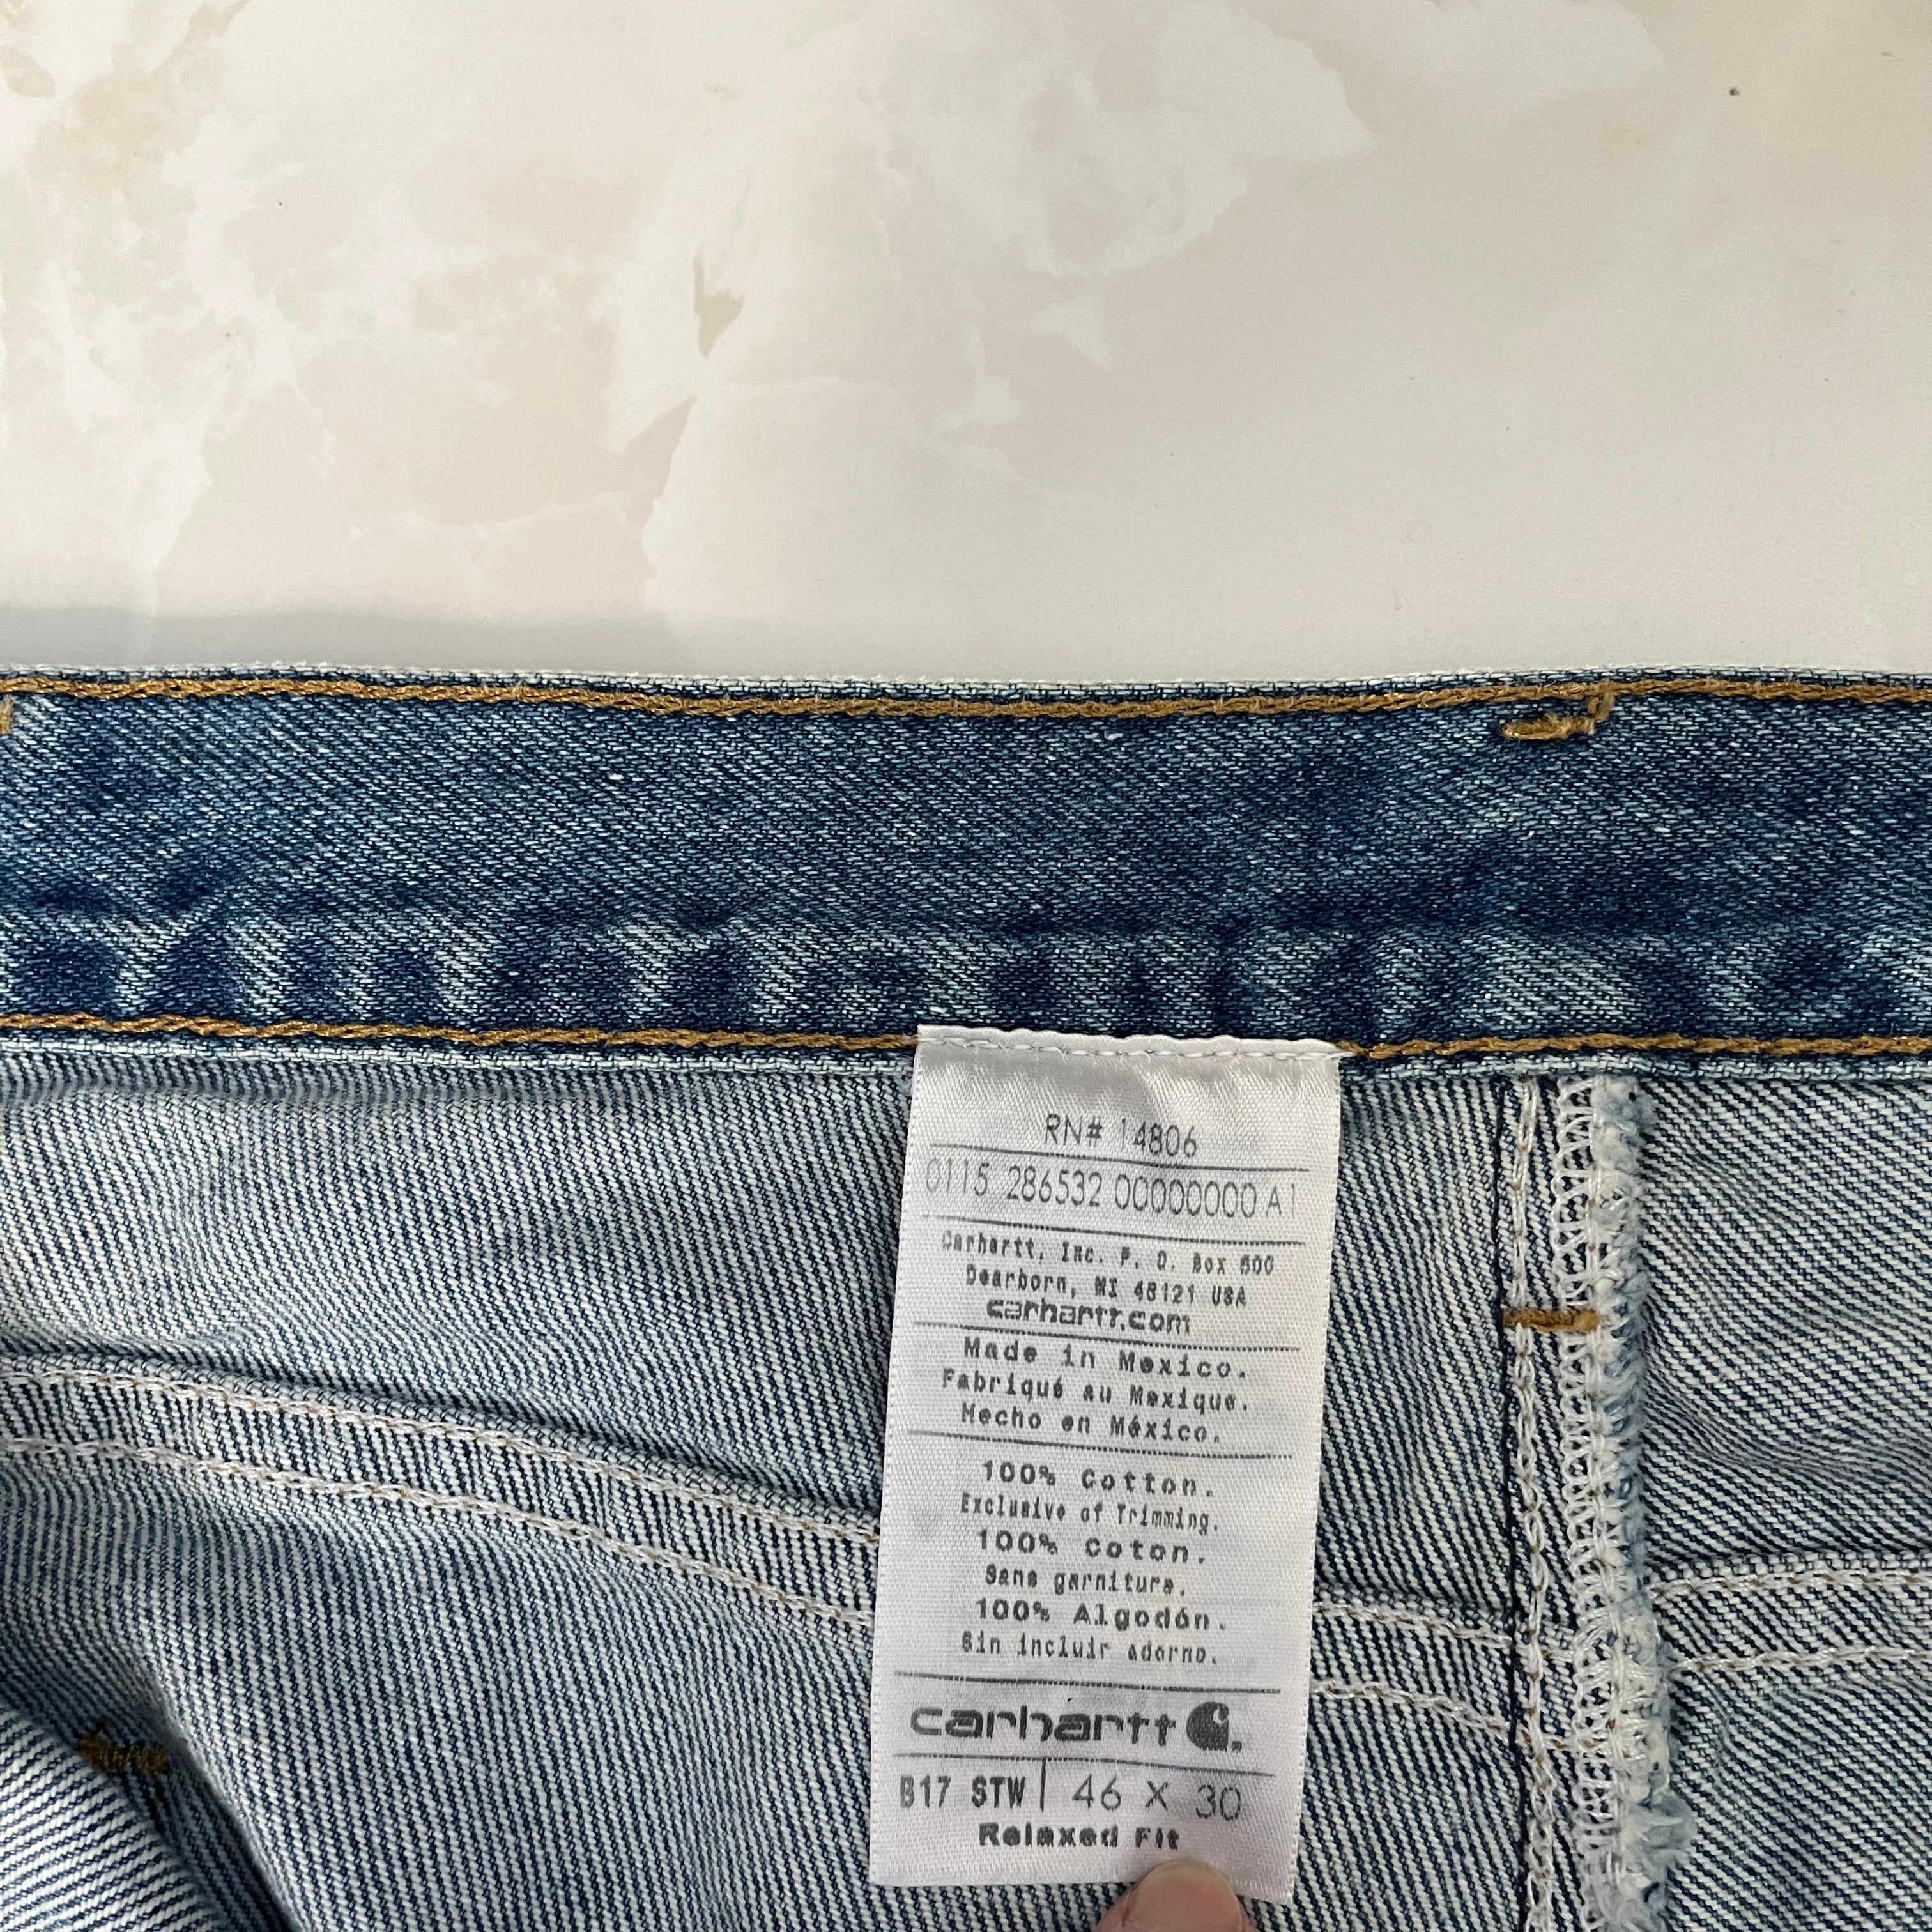 RN# 14806
0115 286532 00000000 A1
Carhartt, Inc. P. O. Box 600
Dearborn, MI 48121 USA
carhartt.com
Made in Mexico.
Fabriqué au Mexique.
Hecho en México.
100% Cotton.
Exclusive of Trimming.
100% Coton.
Sans garniture.
100% Algodón.
Sin incluir adorno.
carhartt
B17 STW | 46 X 30
Relaxed Fit